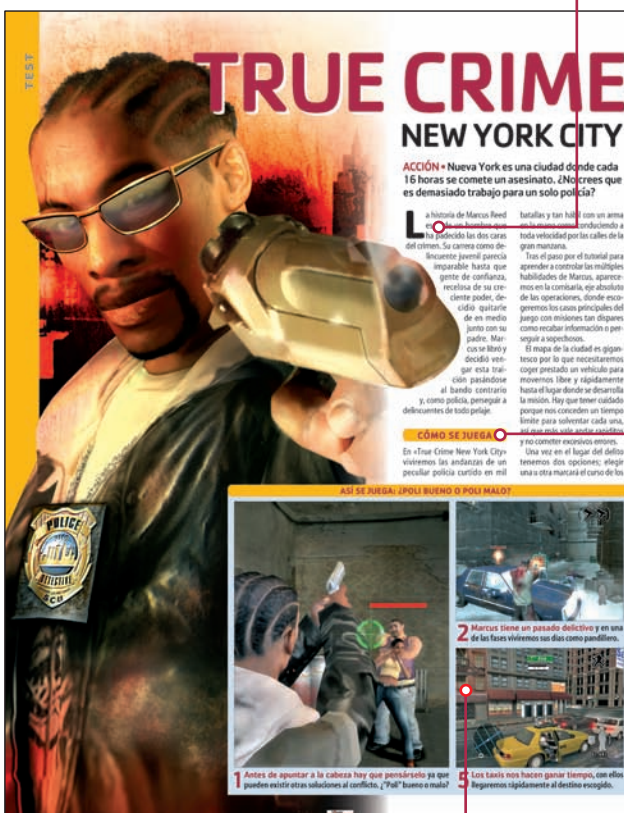 TEST
TRUE CRIME
NEW YORK CITY
ACCIÓN • Nueva York es una ciudad donde cada
16 horas se comete un asesinato. ¿No crees que
es demasiado trabajo para un solo policía?
La historia de Marcus Reed
es de un hombre que
ha padecido las dos caras
del crimen. Su carrera como de-
lincuente juvenil parecía
imparable hasta que
gente de confianza,
recelosa de su cre-
ciente poder, de-
cidió quitarle
de en medio
junto con su
padre. Mar-
cus se libró y
decidió ven-
gar esta trai-
ción pasándose
al bando contrario
y, como policía, perseguir a
delincuentes de todo pelaje.
CÓMO SE JUEGA
En «True Crime New York City»
viviremos las andanzas de un
peculiar policía curtido en mil
batallas y tan hábil con un arma
en la mano como conduciendo a
toda velocidad por las calles de la
gran manzana.
Tras el paso por el tutorial para
aprender a controlar las múltiples
habilidades de Marcus, aparece-
mos en la comisaría, eje absoluto
de las operaciones, donde esco-
geremos los casos principales del
juego con misiones tan dispares
como recabar información o per-
seguir a sospechosos.
El mapa de la ciudad es gigan-
tesco por lo que necesitaremos
coger prestado un vehículo para
movernos libre y rápidamente
hasta el lugar donde se desarrolla
la misión. Hay que tener cuidado
porque nos conceden un tiempo
límite para solventar cada una,
así que más vale andar rapiditos
y no cometer excesivos errores.
Una vez en el lugar del delito
tenemos dos opciones; elegir
una u otra marcará el curso de los
ASÍ SE JUEGA: ¿POLI BUENO O POLI MALO?
POLICE
DETECTIVE
1 Antes de apuntar a la cabeza hay que pensárselo ya que
pueden existir otras soluciones al conflicto. ¿"Poli" bueno o malo?
2 Marcus tiene un pasado delictivo y en una
de las fases viviremos sus días como pandillero.
5 Los taxis nos hacen ganar tiempo, con ellos
llegaremos rápidamente al destino escogido.